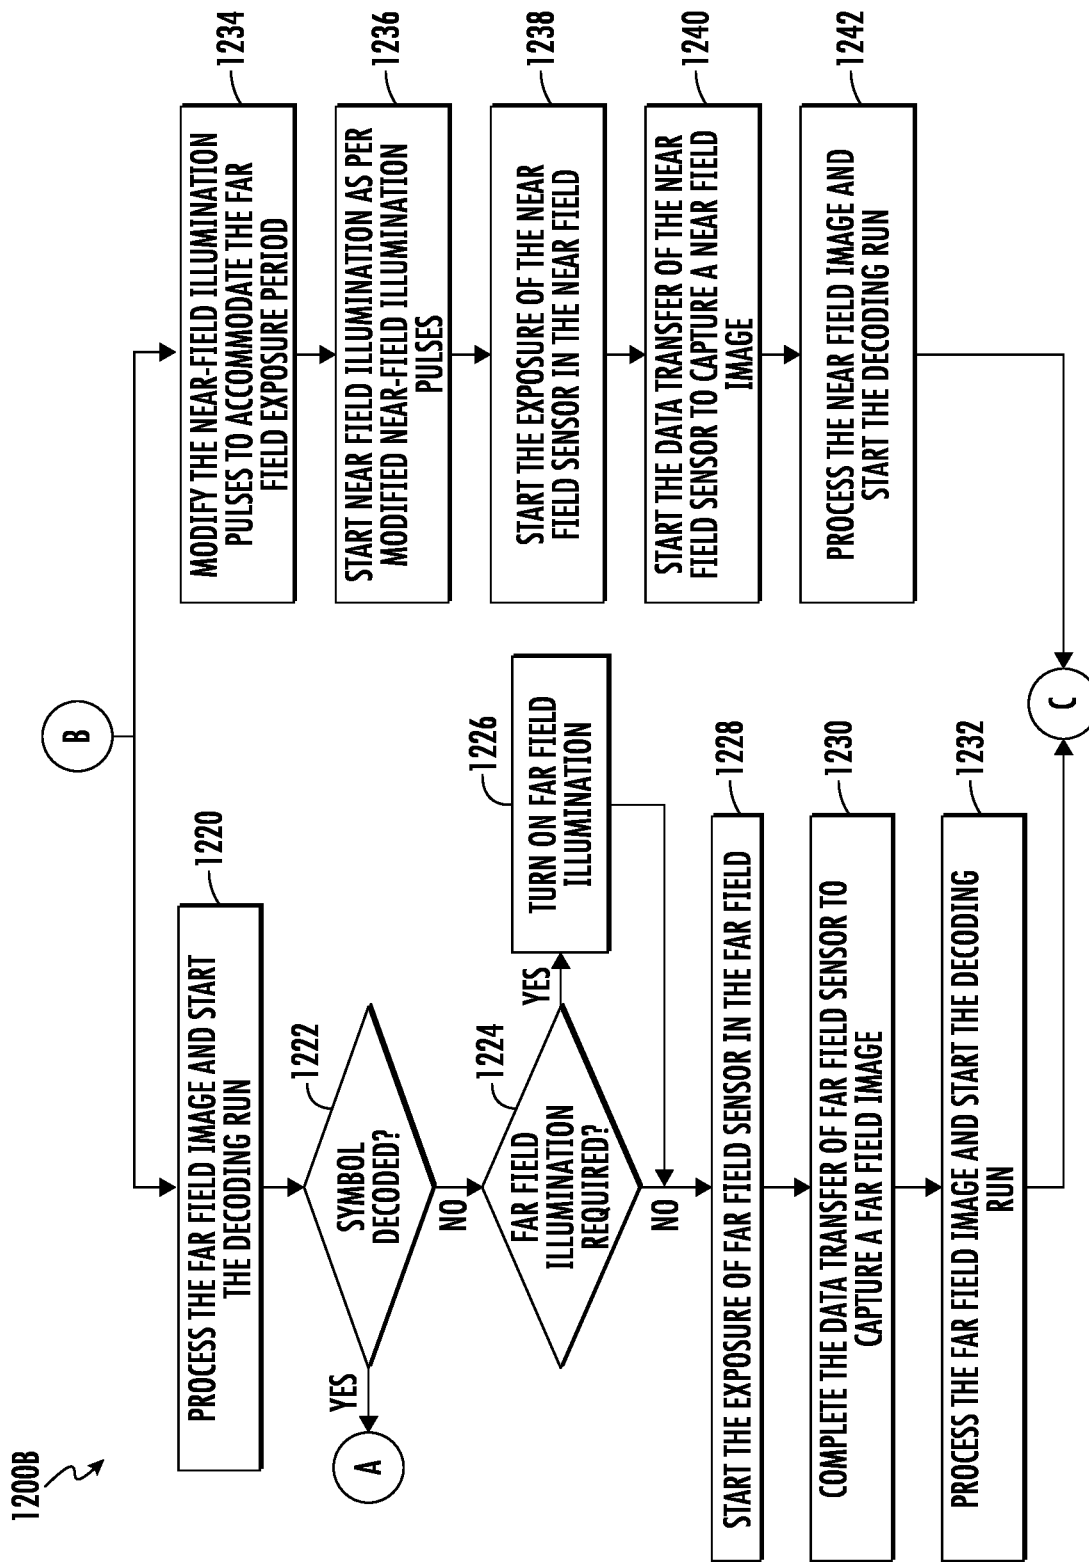 1200B
B
PROCESS THE FAR FIELD IMAGE AND START
THE DECODING RUN
1220
SYMBOL
DECODED?
1222
YES
A
NO
FAR FIELD
ILLUMINATION
REQUIRED?
1224
YES
TURN ON FAR FIELD
ILLUMINATION
1226
NO
START THE EXPOSURE OF FAR FIELD SENSOR IN THE FAR FIELD
1228
COMPLETE THE DATA TRANSFER OF FAR FIELD SENSOR TO
CAPTURE A FAR FIELD IMAGE
1230
PROCESS THE FAR FIELD IMAGE AND START THE DECODING
RUN
1232
MODIFY THE NEAR-FIELD ILLUMINATION
PULSES TO ACCOMMODATE THE FAR
FIELD EXPOSURE PERIOD
1234
START NEAR FIELD ILLUMINATION AS PER
MODIFIED NEAR-FIELD ILLUMINATION
PULSES
1236
START THE EXPOSURE OF THE NEAR
FIELD SENSOR IN THE NEAR FIELD
1238
START THE DATA TRANSFER OF THE NEAR
FIELD SENSOR TO CAPTURE A NEAR FIELD
IMAGE
1240
PROCESS THE NEAR FIELD IMAGE AND
START THE DECODING RUN
1242
C